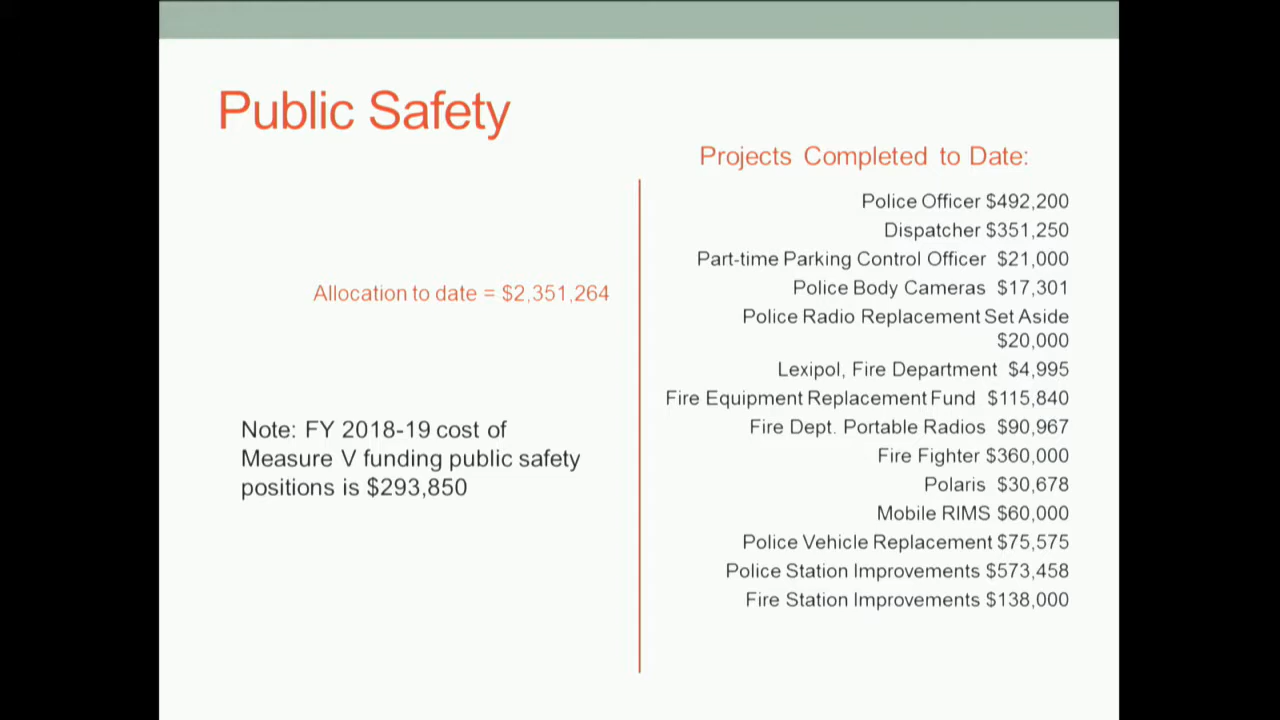 Public Safety
Allocation to date = $2,351,264
Note: FY 2018-19 cost of
Measure V funding public safety
positions is $293,850
Projects Completed to Date:
Police Officer $492,200
Dispatcher $351,250
Part-time Parking Control Officer $21,000
Police Body Cameras $17,301
Police Radio Replacement Set Aside
$20,000
Lexipol, Fire Department $4,995
Fire Equipment Replacement Fund $115,840
Fire Dept. Portable Radios $90,967
Fire Fighter $360,000
Polaris $30,678
Mobile RIMS $60,000
Police Vehicle Replacement $75,575
Police Station Improvements $573,458
Fire Station Improvements $138,000